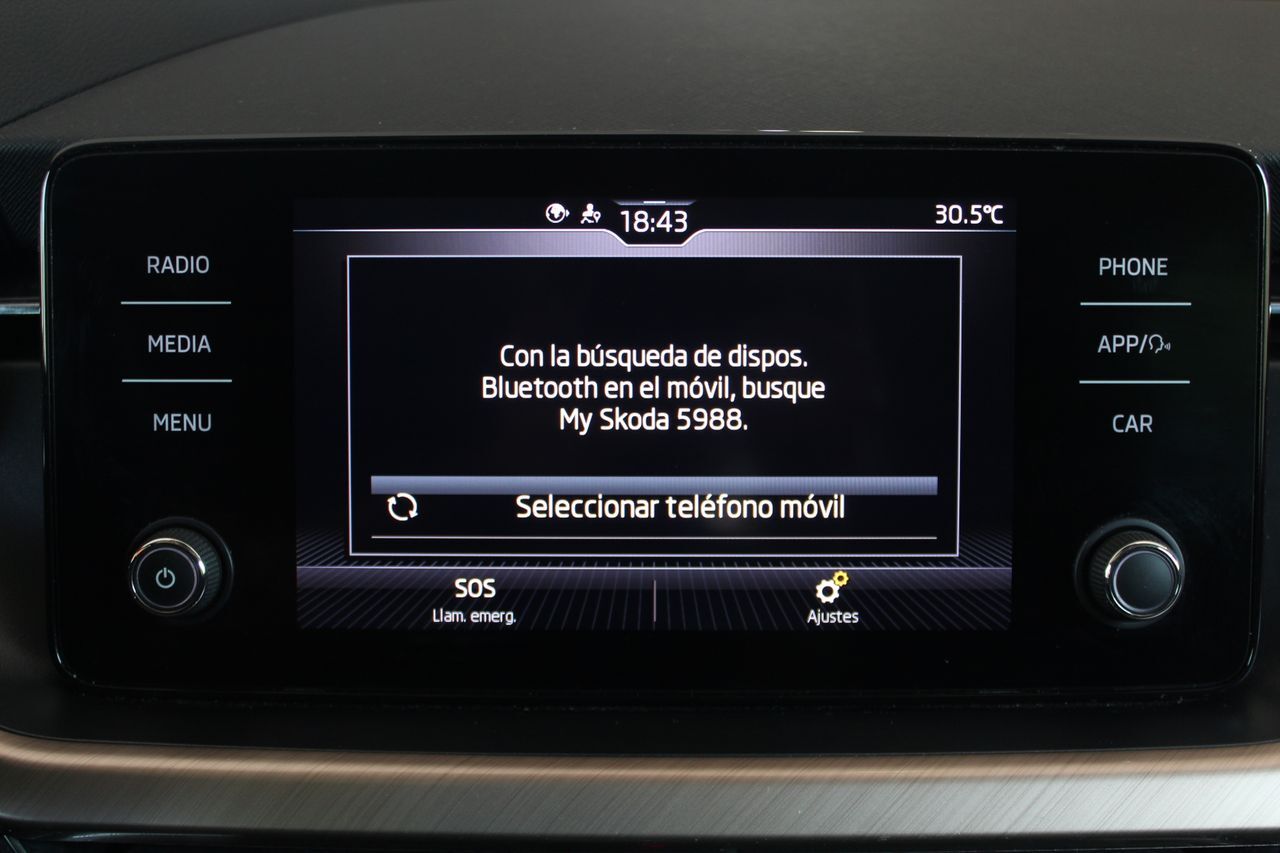 18:43
30.5°C
RADIO
MEDIA
MENU
Con la búsqueda de dispos.
Bluetooth en el móvil, busque
My Skoda 5988.
Seleccionar teléfono móvil
SOS
Llam. emerg.
Ajustes
PHONE
APP/
CAR